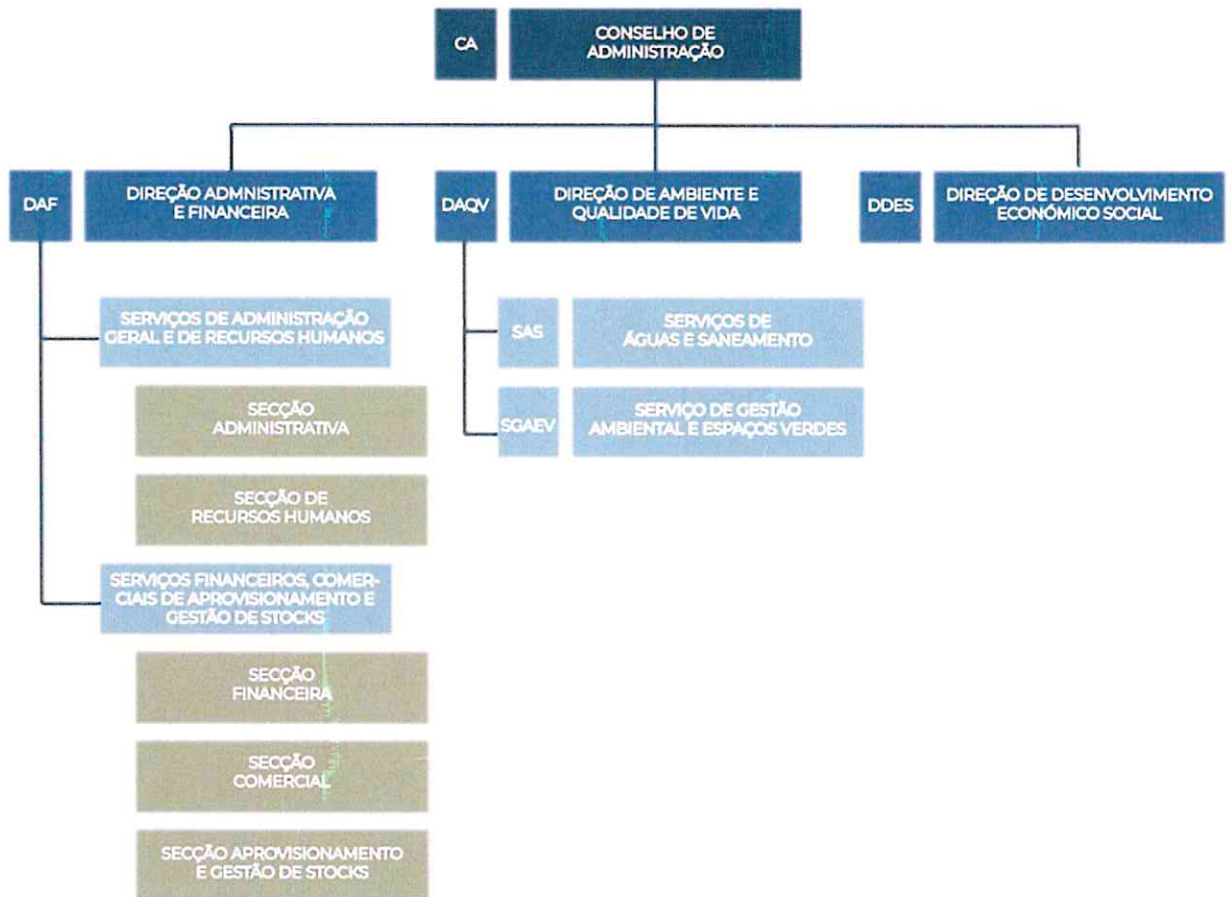 CA
CONSELHO DE
ADMINISTRAÇÃO
DAF
DIREÇÃO ADMNISTRATIVA
E FINANCEIRA
DAQV
DIREÇÃO DE AMBIENTE E
QUALIDADE DE VIDA
DDES
DIREÇÃO DE DESENVOLVIMENTO
ECONÓMICO SOCIAL
SERVIÇOS DE ADMINISTRAÇÃO
GERAL E DE RECURSOS HUMANOS
SECÇÃO
ADMINISTRATIVA
SECÇÃO DE
RECURSOS HUMANOS
SERVIÇOS FINANCEIROS, COMER-
CIAIS DE APROVISIONAMENTO E
GESTÃO DE STOCKS
SECÇÃO
FINANCEIRA
SECÇÃO
COMERCIAL
SECÇÃO APROVISIONAMENTO
E GESTÃO DE STOCKS
SAS
SERVIÇOS DE
ÁGUAS E SANEAMENTO
SGAEV
SERVIÇO DE GESTÃO
AMBIENTAL E ESPAÇOS VERDES